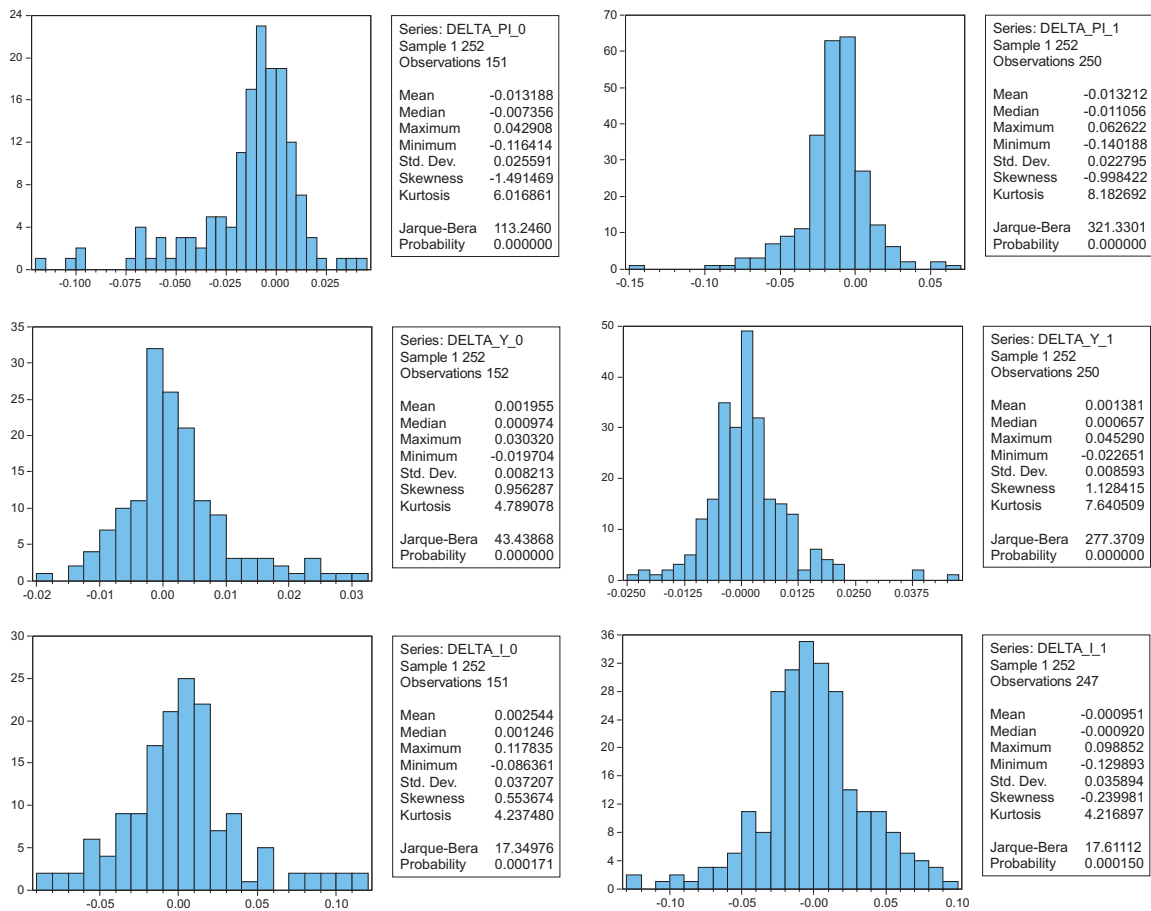 24
20
16
12
8
4
0
-0.100 -0.075 -0.050 -0.025 0.000 0.025
Series: DELTA_PI_0
Sample 1 252
Observations 151
Mean -0.013188
Median -0.007356
Maximum 0.042908
Minimum -0.116414
Std. Dev. 0.025591
Skewness -1.491469
Kurtosis 6.016861
Jarque-Bera 113.2460
Probability 0.000000
70
60
50
40
30
20
10
0
-0.15 -0.10 -0.05 0.00 0.05
Series: DELTA_PI_1
Sample 1 252
Observations 250
Mean -0.013212
Median -0.011056
Maximum 0.062622
Minimum -0.140188
Std. Dev. 0.022795
Skewness -0.998422
Kurtosis 8.182692
Jarque-Bera 321.3301
Probability 0.000000
35
30
25
20
15
10
5
0
-0.02 -0.01 0.00 0.01 0.02 0.03
Series: DELTA_Y_0
Sample 1 252
Observations 152
Mean 0.001955
Median 0.000974
Maximum 0.030320
Minimum -0.019704
Std. Dev. 0.008213
Skewness 0.956287
Kurtosis 4.789078
Jarque-Bera 43.43868
Probability 0.000000
50
40
30
20
10
0
-0.0250 -0.0125 -0.0000 0.0125 0.0250 0.0375
Series: DELTA_Y_1
Sample 1 252
Observations 250
Mean 0.001381
Median 0.000657
Maximum 0.045290
Minimum -0.022651
Std. Dev. 0.008593
Skewness 1.128415
Kurtosis 7.640509
Jarque-Bera 277.3709
Probability 0.000000
30
25
20
15
10
5
0
-0.05 0.00 0.05 0.10
Series: DELTA_I_0
Sample 1 252
Observations 151
Mean 0.002544
Median 0.001246
Maximum 0.117835
Minimum -0.086361
Std. Dev. 0.037207
Skewness 0.553674
Kurtosis 4.237480
Jarque-Bera 17.34976
Probability 0.000171
36
32
28
24
20
16
12
8
4
0
-0.10 -0.05 -0.00 0.05 0.10
Series: DELTA_I_1
Sample 1 252
Observations 247
Mean -0.000951
Median -0.000920
Maximum 0.098852
Minimum -0.129893
Std. Dev. 0.035894
Skewness -0.239981
Kurtosis 4.216897
Jarque-Bera 17.61112
Probability 0.000150